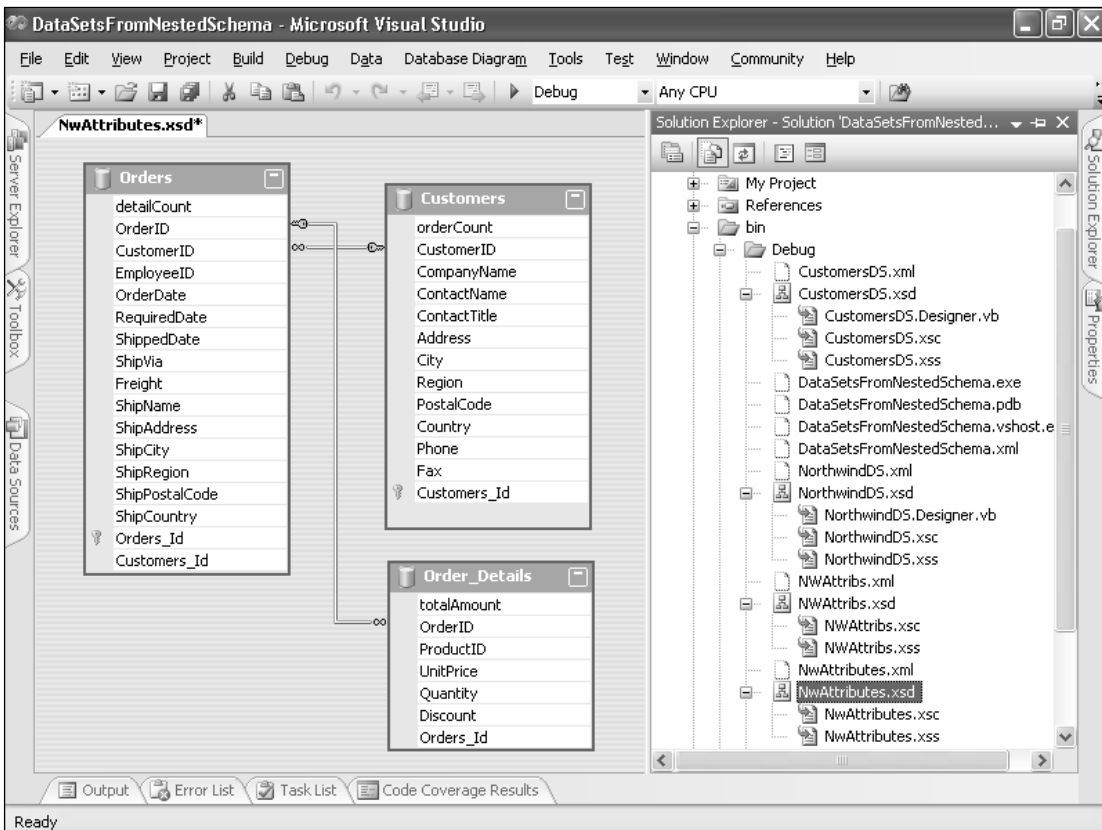 DataSetsFromNestedSchema - Microsoft Visual Studio
File Edit View Project Build Debug Data Database Diagram Tools Test Window Community Help
Debug Any CPU
Server Explorer
Toolbox
Data Sources
NwAttributes.xsd*
Orders
detailCount
OrderID
CustomerID
EmployeeID
OrderDate
RequiredDate
ShippedDate
ShipVia
Freight
ShipName
ShipAddress
ShipCity
ShipRegion
ShipPostalCode
ShipCountry
Orders_Id
Customers_Id
Customers
orderCount
CustomerID
CompanyName
ContactName
ContactTitle
Address
City
Region
PostalCode
Country
Phone
Fax
Customers_Id
Order_Details
totalAmount
OrderID
ProductID
UnitPrice
Quantity
Discount
Orders_Id
Solution Explorer - Solution 'DataSetsFromNested...
My Project
References
bin
Debug
CustomersDS.xml
CustomersDS.xsd
CustomersDS.Designer.vb
CustomersDS.xsc
CustomersDS.xss
DataSetsFromNestedSchema.exe
DataSetsFromNestedSchema.pdb
DataSetsFromNestedSchema.vshost.e
DataSetsFromNestedSchema.xml
NorthwindDS.xml
NorthwindDS.xsd
NorthwindDS.Designer.vb
NorthwindDS.xsc
NorthwindDS.xss
NWAttribs.xml
NWAttribs.xsd
NWAttribs.xsc
NWAttribs.xss
NwAttributes.xml
NwAttributes.xsd
NwAttributes.xsc
NwAttributes.xss
Solution Explorer
Properties
Output Error List Task List Code Coverage Results
Ready